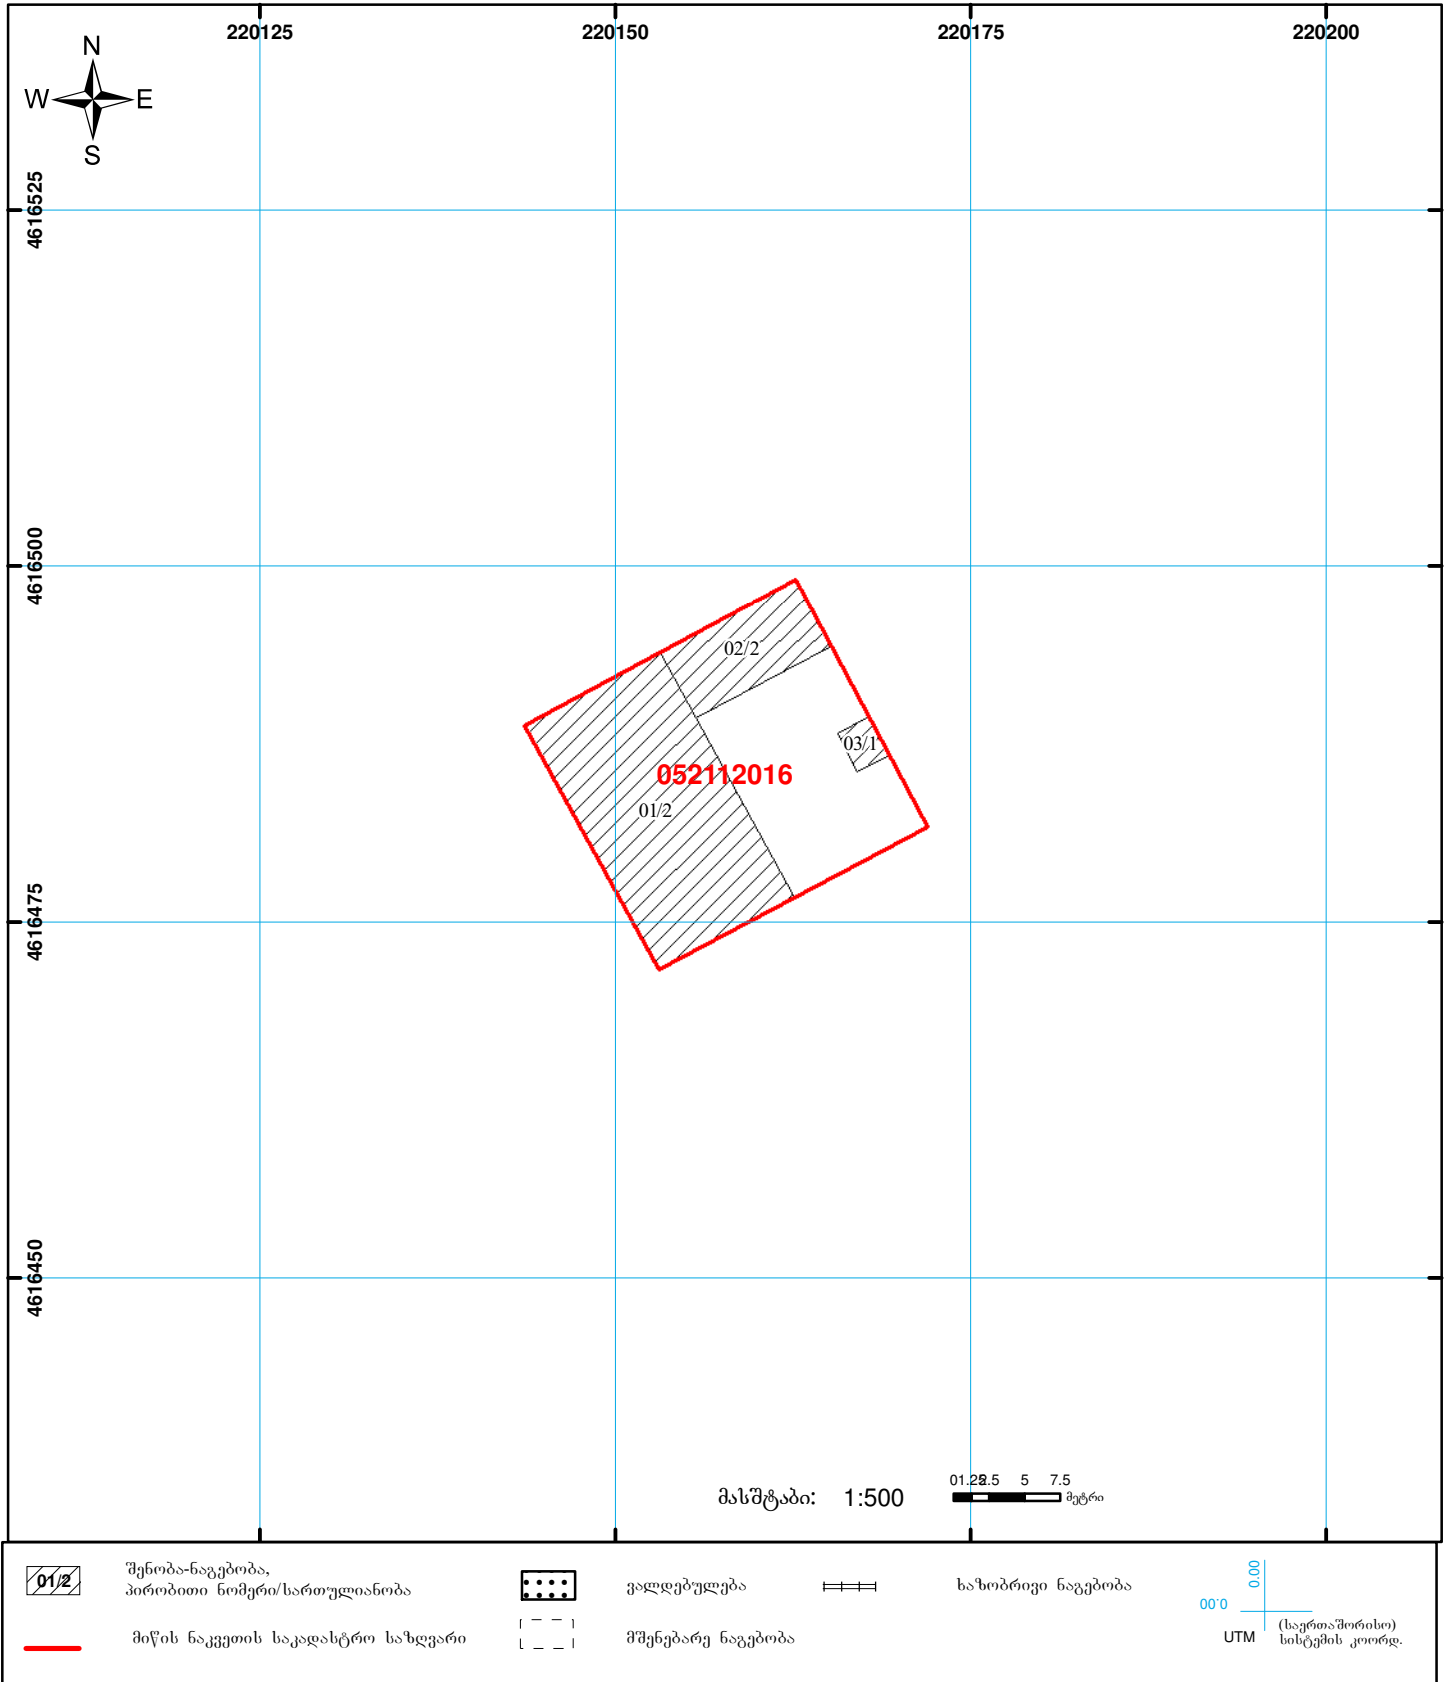 220125 220150 220175 220200
N
W E
S
4616525
4616500
02/2
03/1
052112016
01/2
4616475
4616450
მასშტაბი: 1:500
01.252.5 5 7.5
მეტრი
01/2
შენობა-ნაგებობა,
პირობითი ნომერი/სართულიანობა
ვალდებულება
ხაზობრივი ნაგებობა
0.00
0.00
UTM
(საერთაშორისო)
სისტემის კოორდ.
მიწის ნაკვეთის საკადასტრო საზღვარი
მშენებარე ნაგებობა